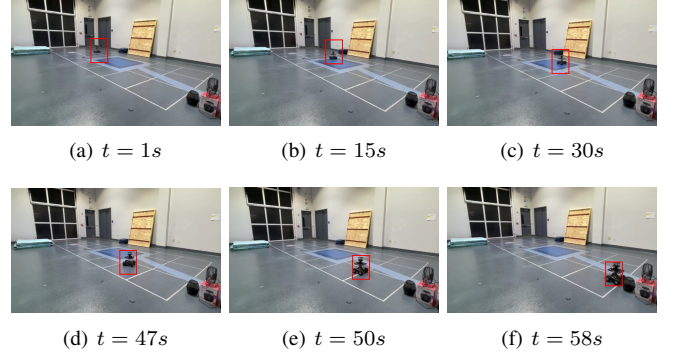 (a) t = 1s
(b) t = 15s
(c) t = 30s
(d) t = 47s
(e) t = 50s
(f) t = 58s